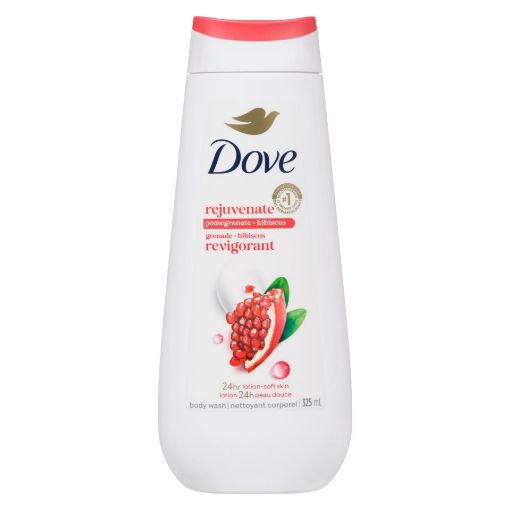 Dove
#1
rejuvenate
pomegranate • hibiscus
grenade • hibiscus
revigorant
24hr lotion-soft skin
lotion 24h peau douce
body wash | nettoyant corporel | 325 mL